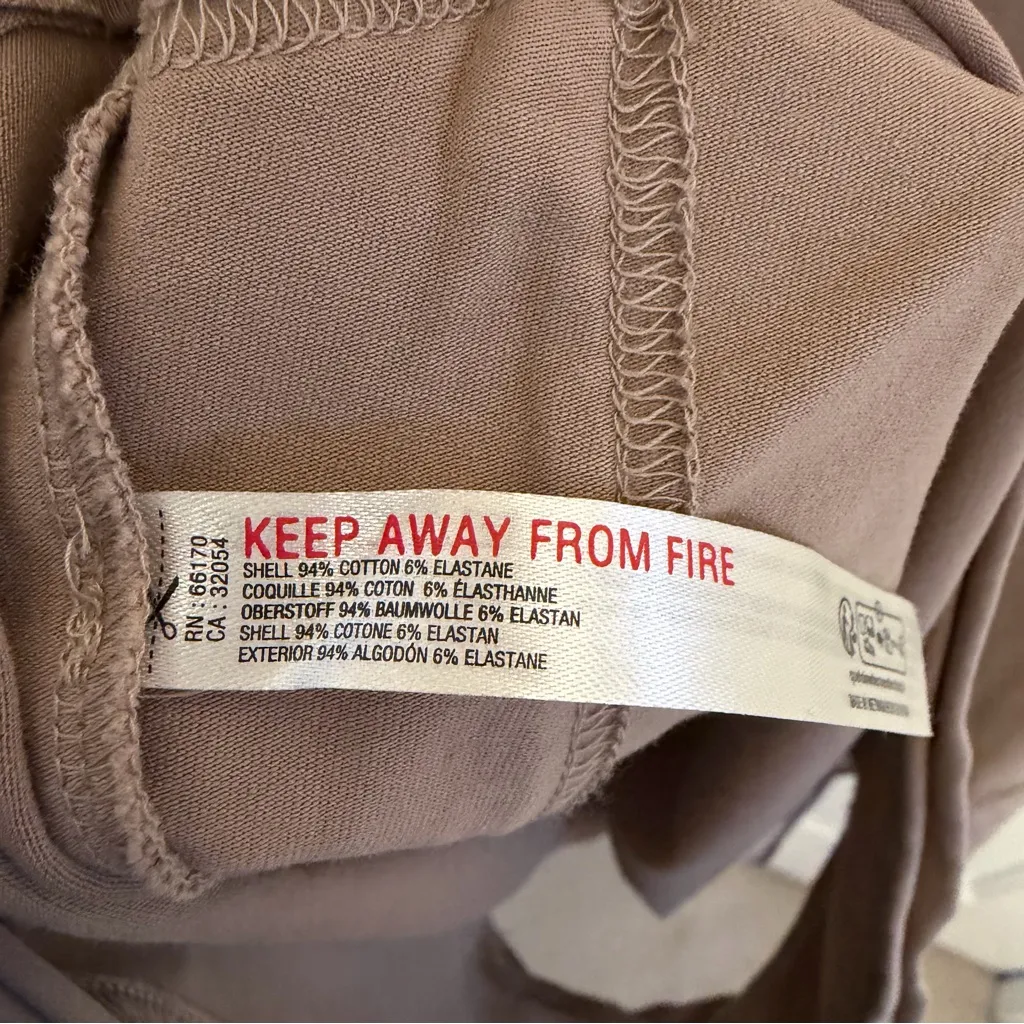 RN : 66170
CA : 32054
KEEP AWAY FROM FIRE
SHELL 94% COTTON 6% ELASTANE
COQUILLE 94% COTON 6% ÉLASTHANNE
OBERSTOFF 94% BAUMWOLLE 6% ELASTAN
SHELL 94% COTONE 6% ELASTAN
EXTERIOR 94% ALGODÓN 6% ELASTANE